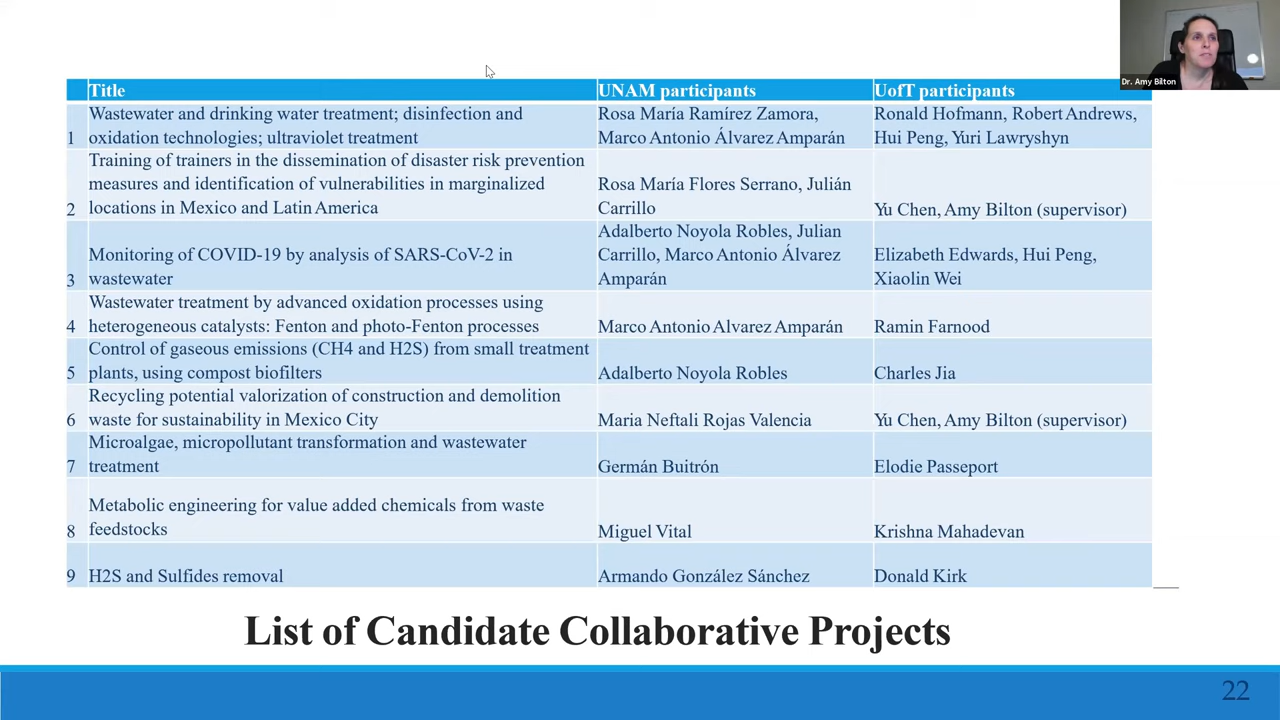 Dr. Amy Bilton
Title UNAM participants UofT participants
Wastewater and drinking water treatment; disinfection and Rosa María Ramírez Zamora, Ronald Hofmann, Robert Andrews,
1 oxidation technologies; ultraviolet treatment Marco Antonio Álvarez Amparán Hui Peng, Yuri Lawryshyn
Training of trainers in the dissemination of disaster risk prevention
measures and identification of vulnerabilities in marginalized Rosa María Flores Serrano, Julián
2 locations in Mexico and Latin America Carrillo Yu Chen, Amy Bilton (supervisor)
Adalberto Noyola Robles, Julian
Monitoring of COVID-19 by analysis of SARS-CoV-2 in Carrillo, Marco Antonio Álvarez Elizabeth Edwards, Hui Peng,
3 wastewater Amparán Xiaolin Wei
Wastewater treatment by advanced oxidation processes using
4 heterogeneous catalysts: Fenton and photo-Fenton processes Marco Antonio Alvarez Amparán Ramin Farnood
Control of gaseous emissions (CH4 and H2S) from small treatment
5 plants, using compost biofilters Adalberto Noyola Robles Charles Jia
Recycling potential valorization of construction and demolition
6 waste for sustainability in Mexico City Maria Neftali Rojas Valencia Yu Chen, Amy Bilton (supervisor)
Microalgae, micropollutant transformation and wastewater
7 treatment Germán Buitrón Elodie Passeport
Metabolic engineering for value added chemicals from waste
8 feedstocks Miguel Vital Krishna Mahadevan
9 H2S and Sulfides removal Armando González Sánchez Donald Kirk
List of Candidate Collaborative Projects
22